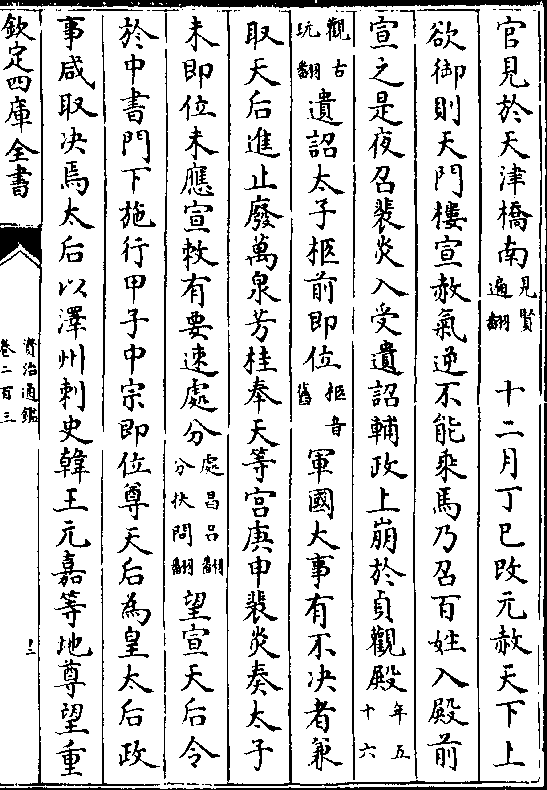 官見於天津橋南見賢遍翻十二月丁巳改元赦天下上
欲御則天門樓宣赦氣逆不能乘馬乃召百姓入殿前
宣之是夜召裴炎入受遺詔輔政上崩於貞觀殿年五十六
觀古玩翻遺詔太子柩前即位柩音舊軍國大事有不决者兼
取天后進止廢萬泉芳桂奉天等宫庚申裴炎奏太子
未即位未應宣敕有要速處分處昌呂翻分扶問翻望宣天后令
於中書門下施行甲子中宗即位尊天后為皇太后政
事咸取决焉太后以澤州刺史韓王元嘉等地尊望重
欽定四庫全書
資治通鑑
卷二百三
十三